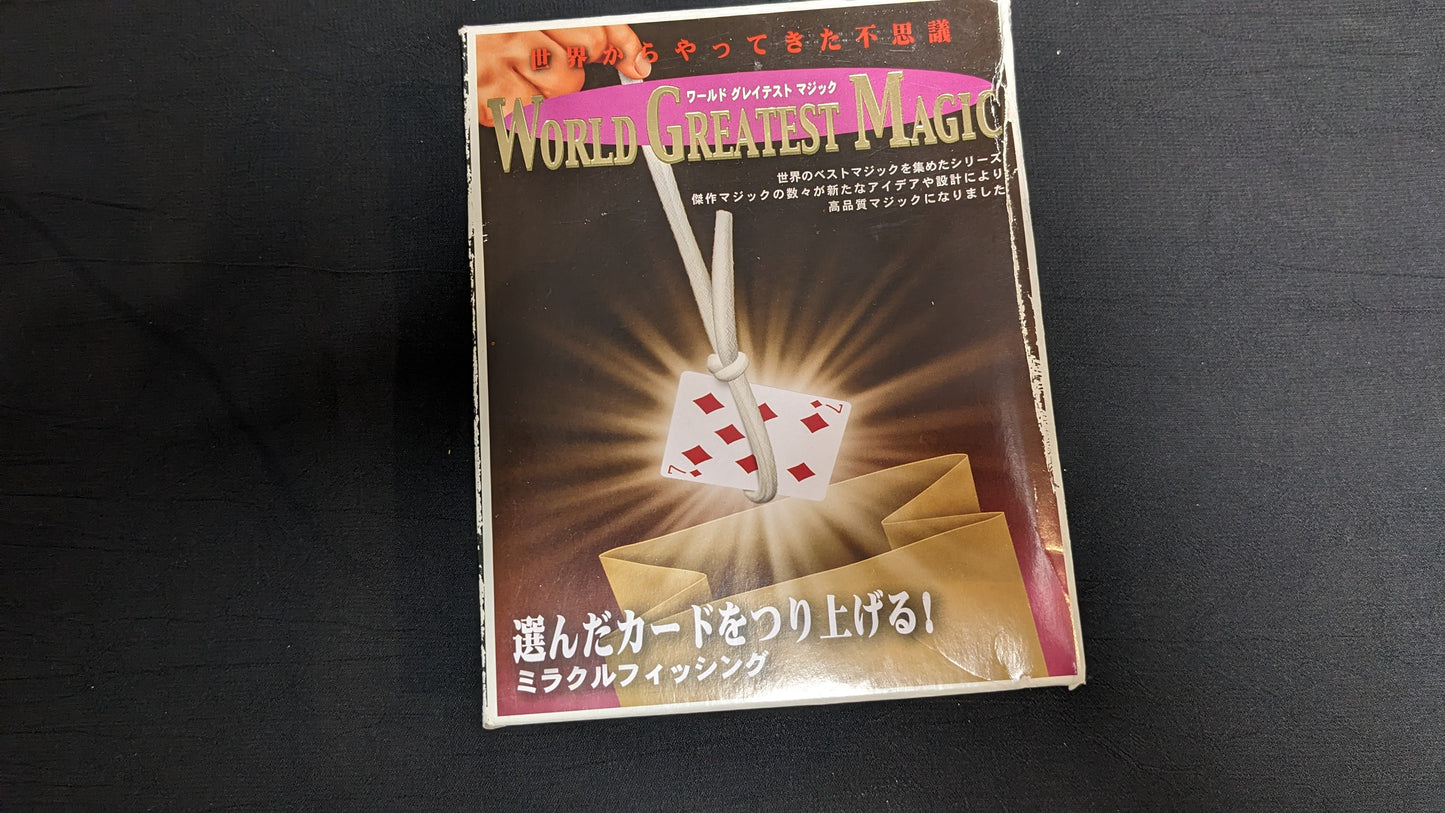 世界からやってきた不思議
ワールド グレイテスト マジック
WORLD GREATEST MAGIC
世界のベストマジックを集めたシリーズ
傑作マジックの数々が新たなアイデアや設計により
高品質マジックになりました
7
7
選んだカードをつり上げる!
ミラクルフィッシング